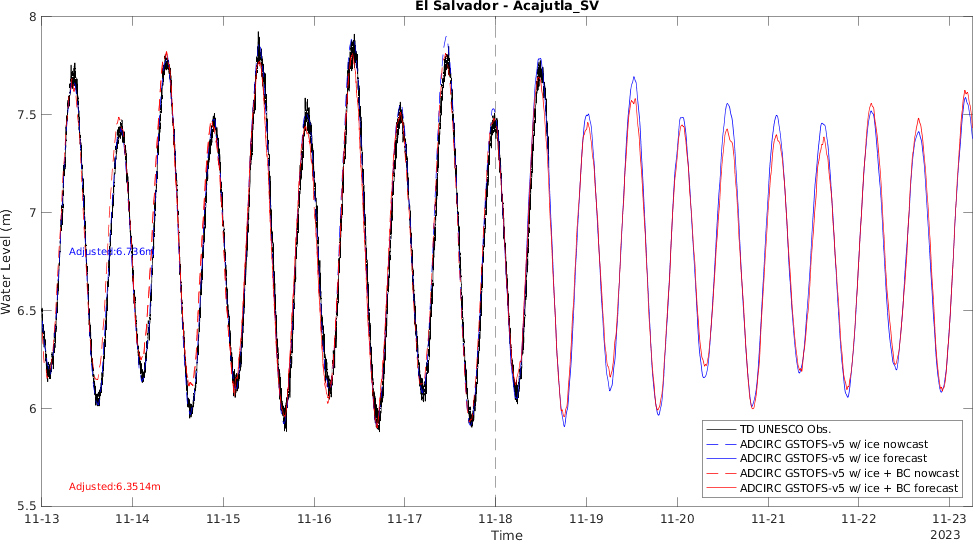 El Salvador - Acajutla_SV
8
7.5
7
6.5
6
5.5
Water Level (m)
Adjusted:6.736m
Adjusted:6.3514m
TD UNESCO Obs.
ADCIRC GSTOFS-v5 w/ ice nowcast
ADCIRC GSTOFS-v5 w/ ice forecast
ADCIRC GSTOFS-v5 w/ ice + BC nowcast
ADCIRC GSTOFS-v5 w/ ice + BC forecast
11-13 11-14 11-15 11-16 11-17 11-18 11-19 11-20 11-21 11-22 11-23
2023
Time